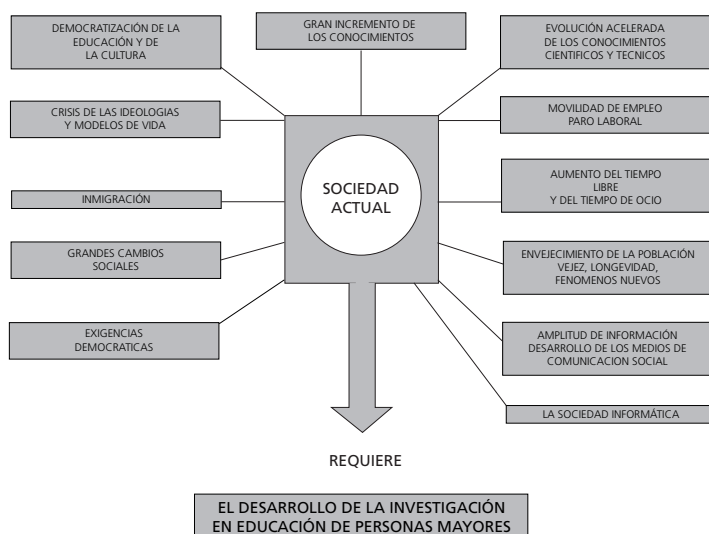 DEMOCRATIZACIÓN DE LA
EDUCACIÓN Y DE
LA CULTURA
GRAN INCREMENTO DE
LOS CONOCIMIENTOS
EVOLUCIÓN ACELERADA
DE LOS CONOCIMIENTOS
CIENTIFICOS Y TECNICOS
CRISIS DE LAS IDEOLOGIAS
Y MODELOS DE VIDA
MOVILIDAD DE EMPLEO
PARO LABORAL
SOCIEDAD
ACTUAL
INMIGRACIÓN
AUMENTO DEL TIEMPO
LIBRE
Y DEL TIEMPO DE OCIO
GRANDES CAMBIOS
SOCIALES
ENVEJECIMIENTO DE LA POBLACIÓN
VEJEZ, LONGEVIDAD,
FENOMENOS NUEVOS
EXIGENCIAS
DEMOCRATICAS
AMPLITUD DE INFORMACIÓN
DESARROLLO DE LOS MEDIOS DE
COMUNICACION SOCIAL
LA SOCIEDAD INFORMÁTICA
REQUIERE
EL DESARROLLO DE LA INVESTIGACIÓN
EN EDUCACIÓN DE PERSONAS MAYORES